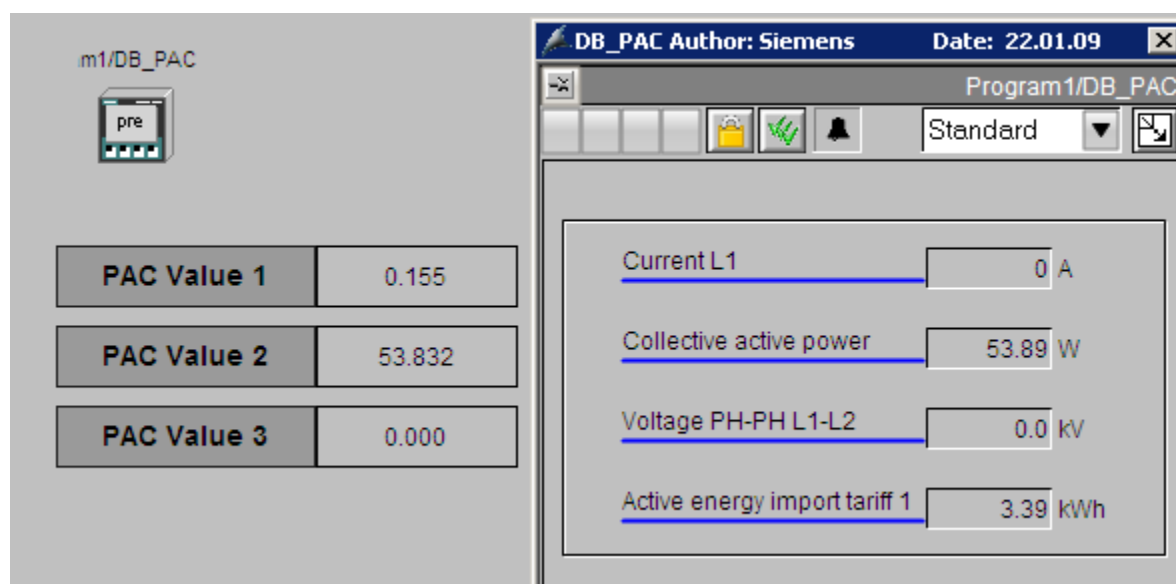 m1/DB_PAC
pre
PAC Value 1 0.155
PAC Value 2 53.832
PAC Value 3 0.000
DB_PAC Author: Siemens Date: 22.01.09
Program1/DB_PAC
Standard
Current L1 0 A
Collective active power 53.89 W
Voltage PH-PH L1-L2 0.0 kV
Active energy import tariff 1 3.39 kWh